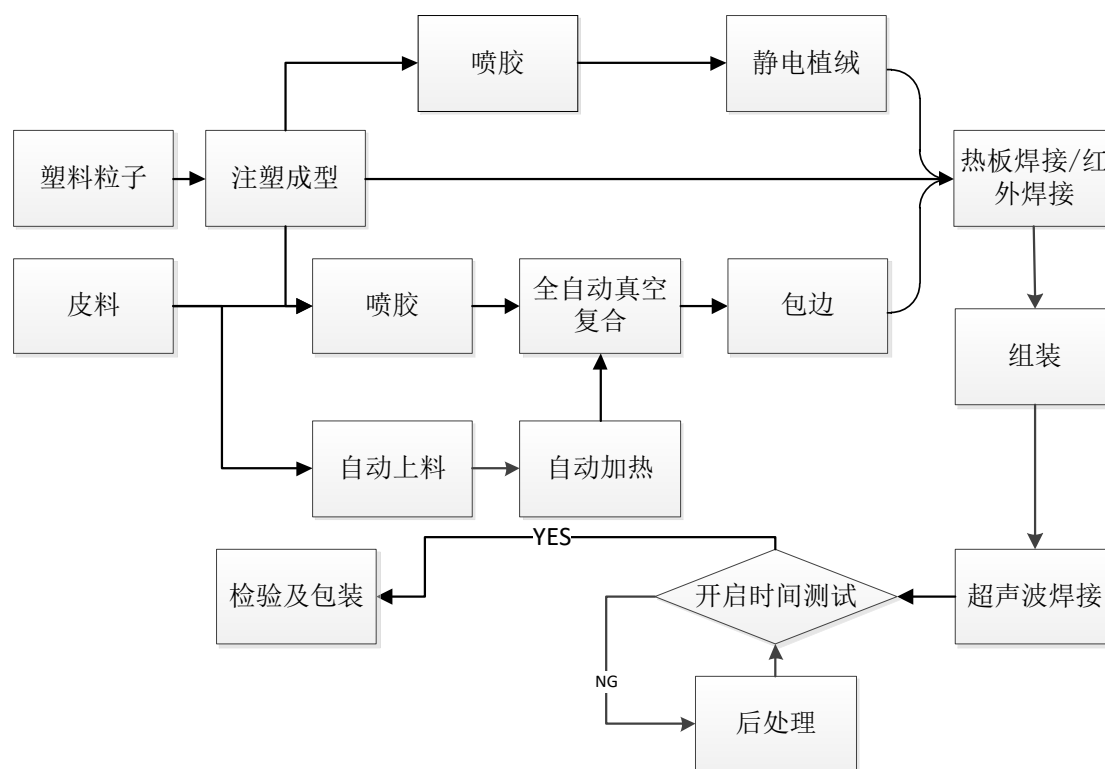 喷胶
静电植绒
塑料粒子
注塑成型
热板焊接/红
外焊接
皮料
喷胶
全自动真空
复合
包边
组装
自动上料
自动加热
YES
检验及包装
开启时间测试
超声波焊接
NG
后处理